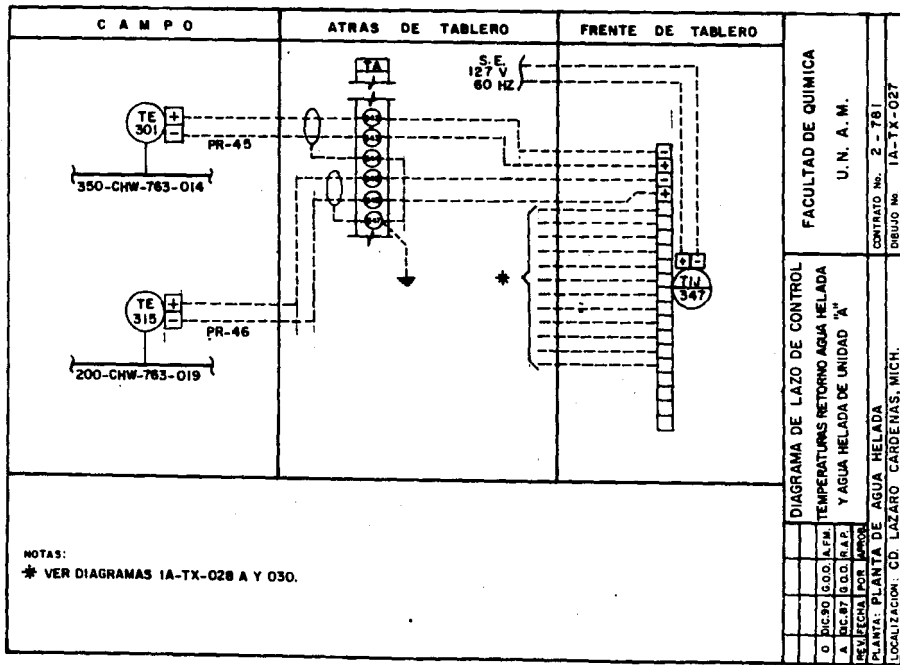 CAMPO
ATRAS DE TABLERO
FRENTE DE TABLERO
TA
S.E.
127 V
60 HZ
TE
301
+
-
PR-45
350-CHW-763-014
TE
315
+
-
PR-46
200-CHW-763-019
-
+
-
+
*
+ -
TIJ
347
NOTAS:
* VER DIAGRAMAS IA-TX-028 A Y 030.
FACULTAD DE QUIMICA
U.N.A.M.
CONTRATO No. 2-781
DIBUJO No. IA-TX-027
DIAGRAMA DE LAZO DE CONTROL
TEMPERATURAS RETORNO AGUA HELADA
Y AGUA HELADA DE UNIDAD "A"
0 DIC.90 G.O.D. A.F.M.
A DIC.87 G.O.D. R.A.P.
REV. FECHA POR APROB.
PLANTA: PLANTA DE AGUA HELADA
LOCALIZACION: CD. LAZARO CARDENAS, MICH.